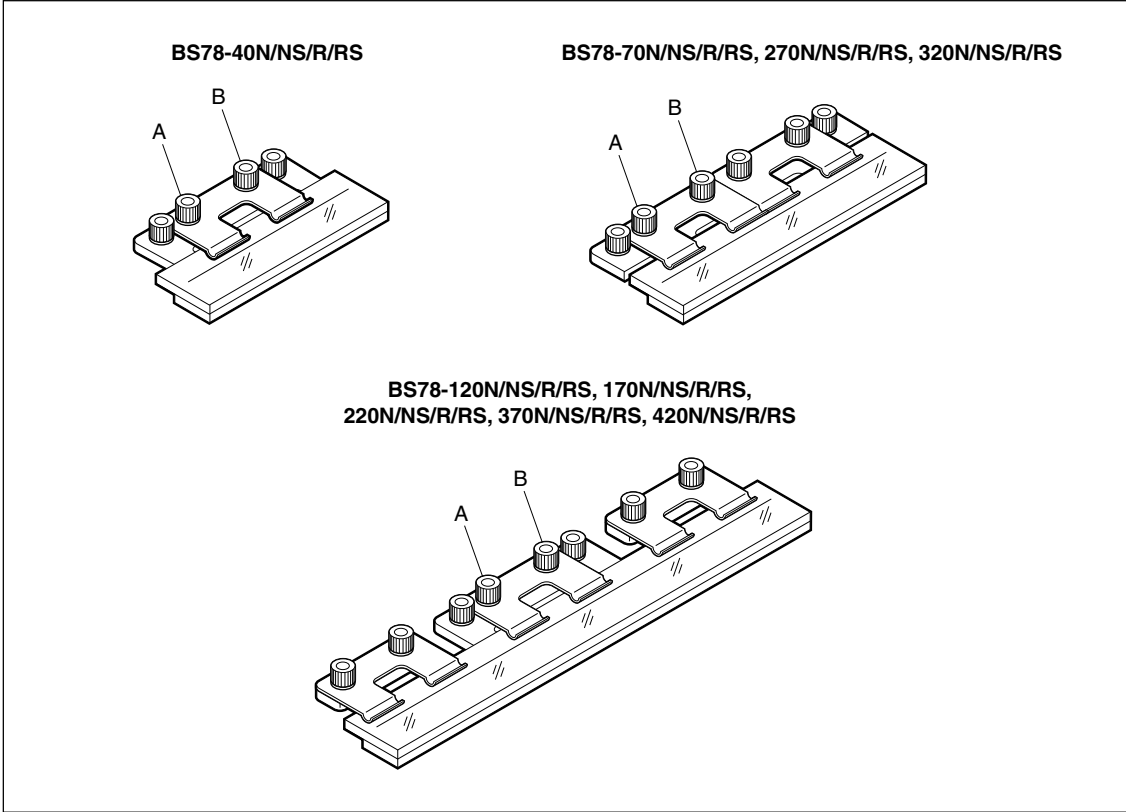 BS78-40N/NS/R/RS
A
B
BS78-70N/NS/R/RS, 270N/NS/R/RS, 320N/NS/R/RS
A
B
BS78-120N/NS/R/RS, 170N/NS/R/RS,
220N/NS/R/RS, 370N/NS/R/RS, 420N/NS/R/RS
A
B